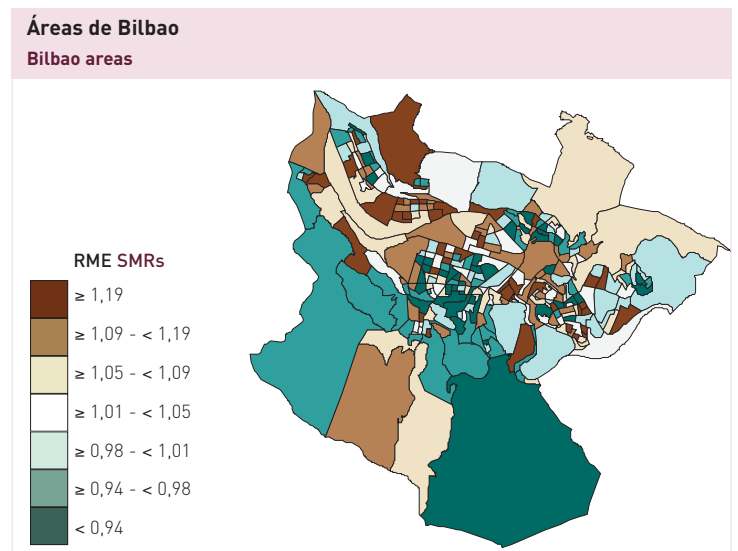 Áreas de Bilbao
Bilbao areas
RME SMRs
≥ 1,19
≥ 1,09 - < 1,19
≥ 1,05 - < 1,09
≥ 1,01 - < 1,05
≥ 0,98 - < 1,01
≥ 0,94 - < 0,98
< 0,94